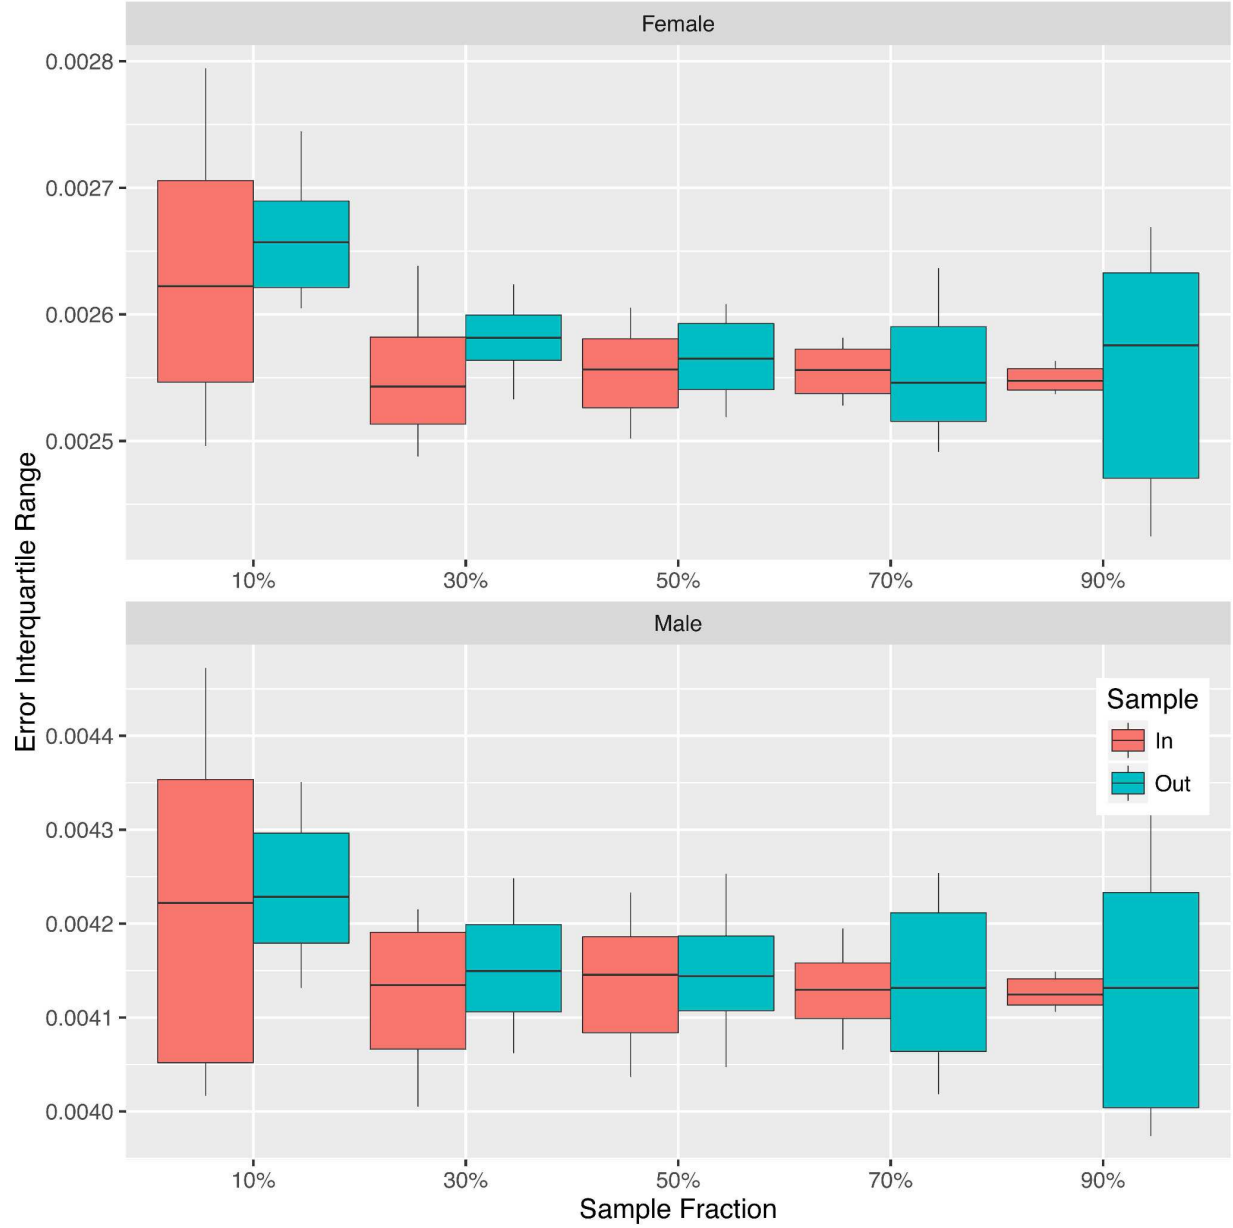 Female
0.0028
0.0027
0.0026
0.0025
10% 30% 50% 70% 90%
Error Interquartile Range
Male
0.0044
0.0043
0.0042
0.0041
0.0040
Sample
In
Out
10% 30% 50% 70% 90%
Sample Fraction